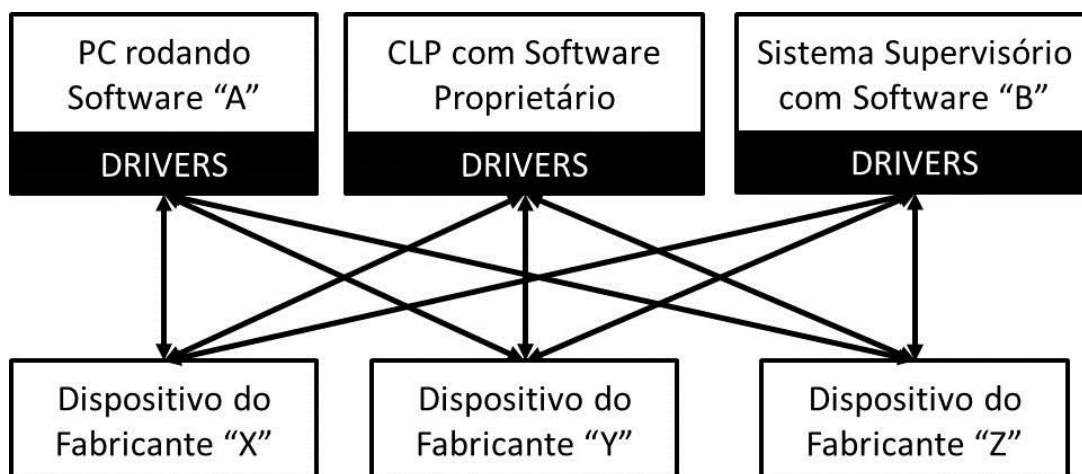 PC rodando
Software “A”
DRIVERS
CLP com Software
Proprietário
DRIVERS
Sistema Supervisório
com Software “B”
DRIVERS
Dispositivo do
Fabricante “X”
Dispositivo do
Fabricante “Y”
Dispositivo do
Fabricante “Z”